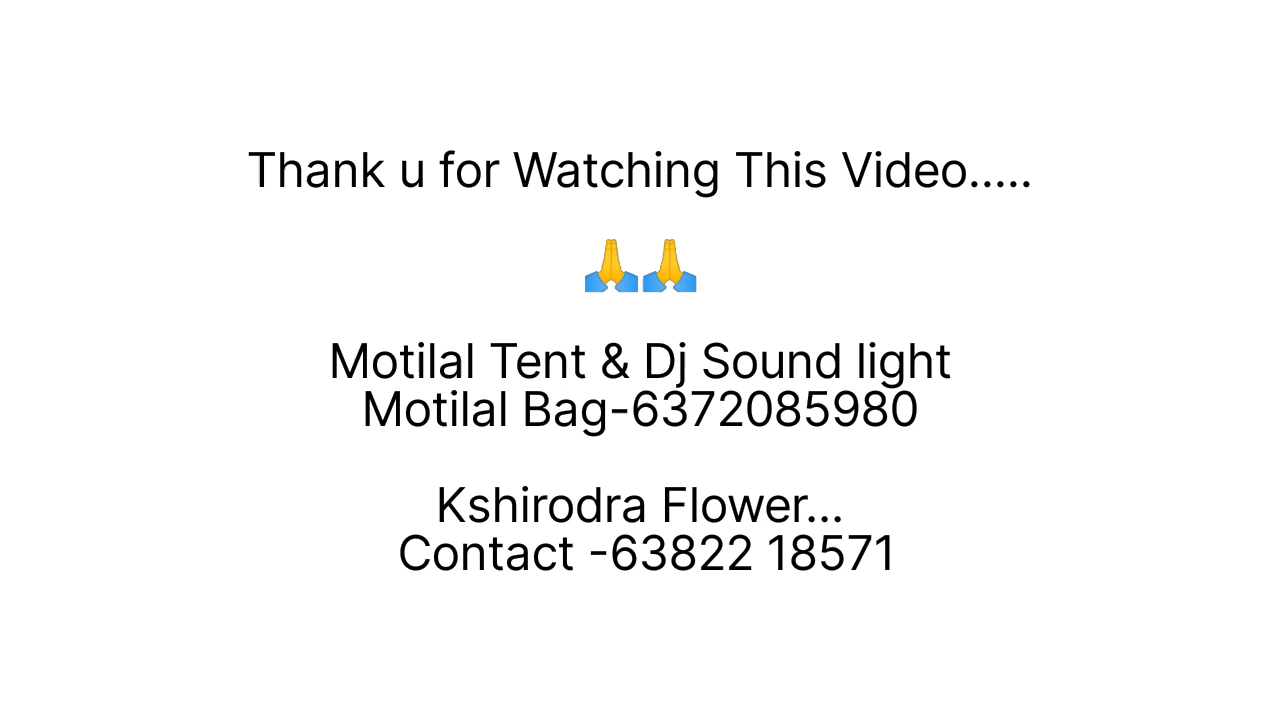 Thank u for Watching This Video.....
🙏🙏
Motilal Tent & Dj Sound light
Motilal Bag-6372085980
Kshirodra Flower...
Contact -63822 18571